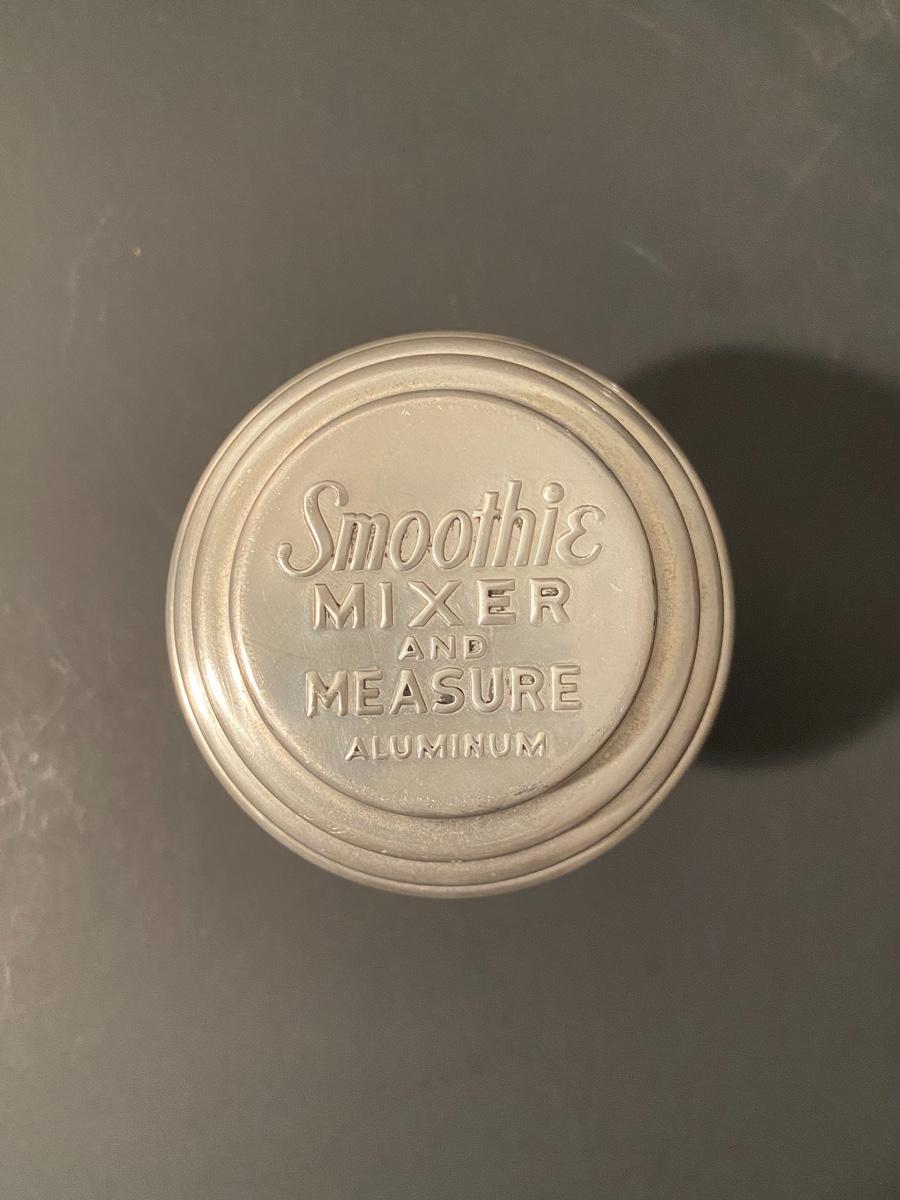 Smoothie
MIXER
AND
MEASURE
ALUMINUM